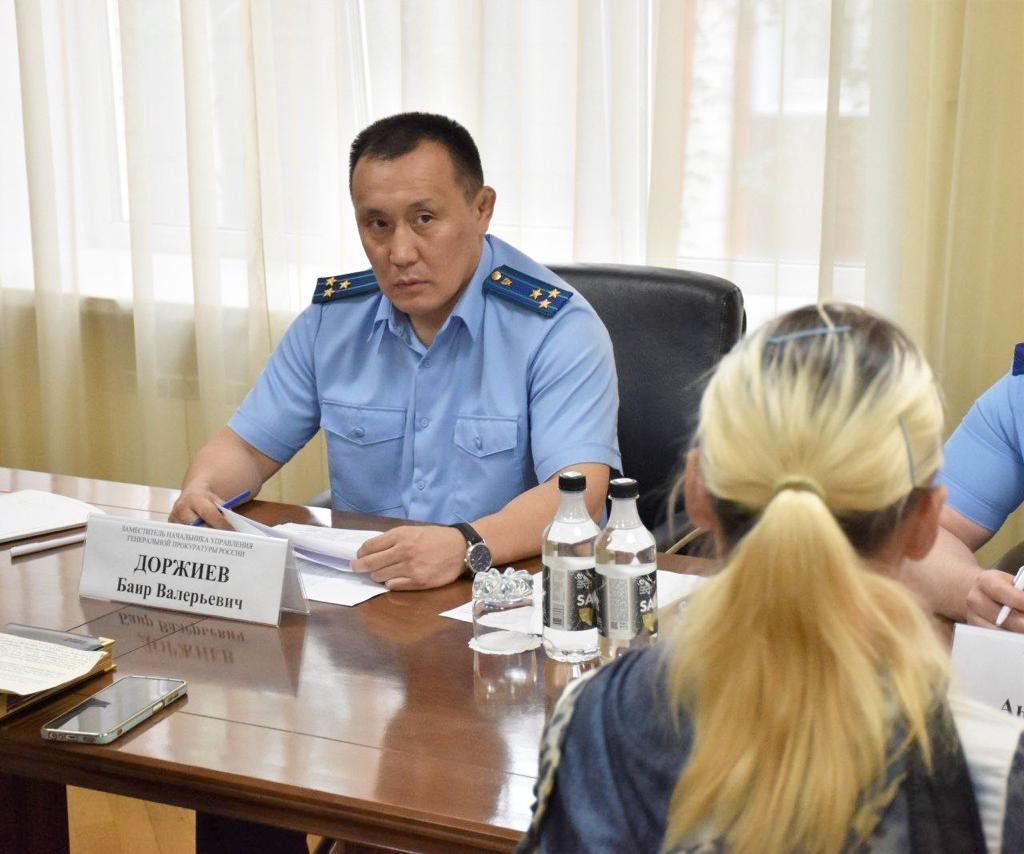 ЗАМЕСТИТЕЛЬ НАЧАЛЬНИКА УПРАВЛЕНИЯ
ГЕНЕРАЛЬНОЙ ПРОКУРАТУРЫ РОССИИ
ДОРЖИЕВ
Баир Валерьевич